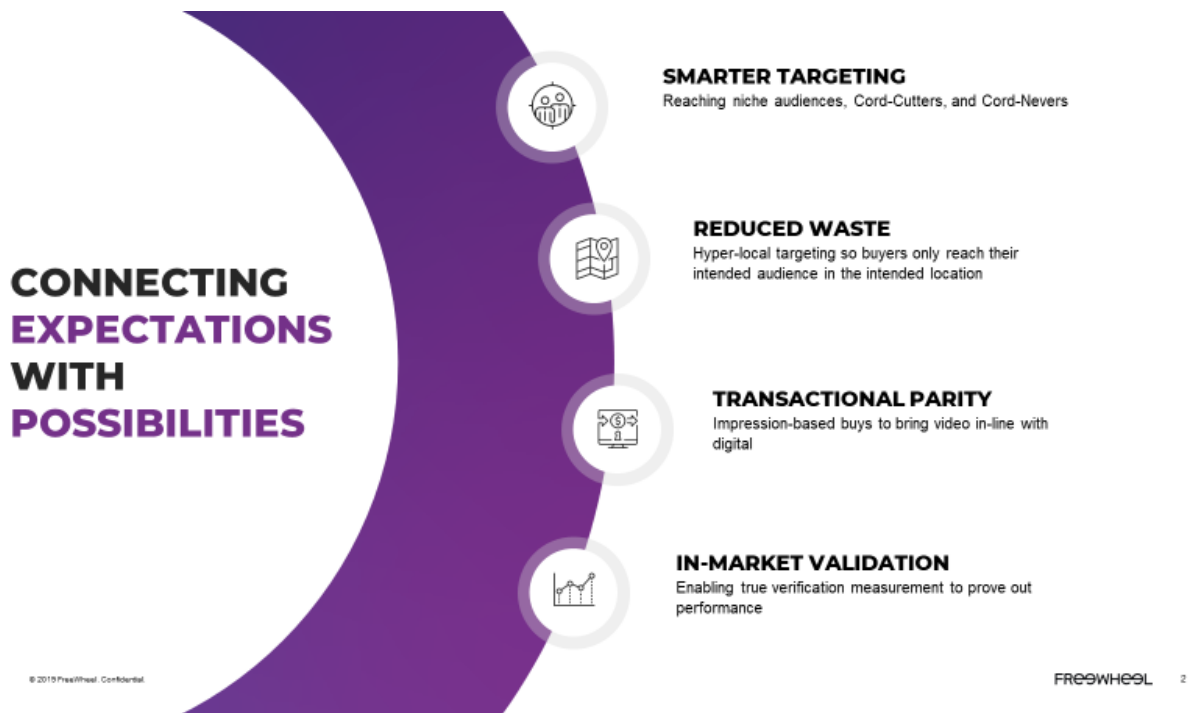 CONNECTING
EXPECTATIONS
WITH
POSSIBILITIES
SMARTER TARGETING
Reaching niche audiences, Cord-Cutters, and Cord-Nevers
REDUCED WASTE
Hyper-local targeting so buyers only reach their
intended audience in the intended location
TRANSACTIONAL PARITY
Impression-based buys to bring video in-line with
digital
IN-MARKET VALIDATION
Enabling true verification measurement to prove out
performance
© 2019 FreeWheel. Confidential.
FREEWHEEL
2